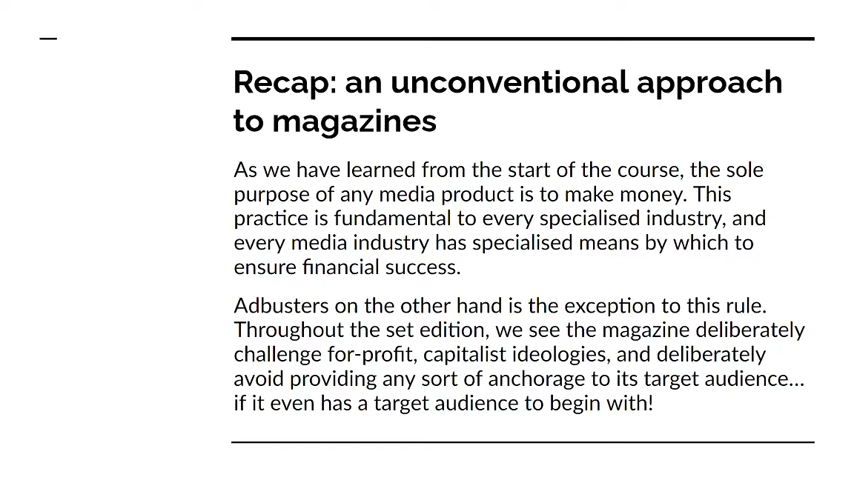 Recap: an unconventional approach
to magazines
As we have learned from the start of the course, the sole
purpose of any media product is to make money. This
practice is fundamental to every specialised industry, and
every media industry has specialised means by which to
ensure financial success.
Adbusters on the other hand is the exception to this rule.
Throughout the set edition, we see the magazine deliberately
challenge for-profit, capitalist ideologies, and deliberately
avoid providing any sort of anchorage to its target audience...
if it even has a target audience to begin with!